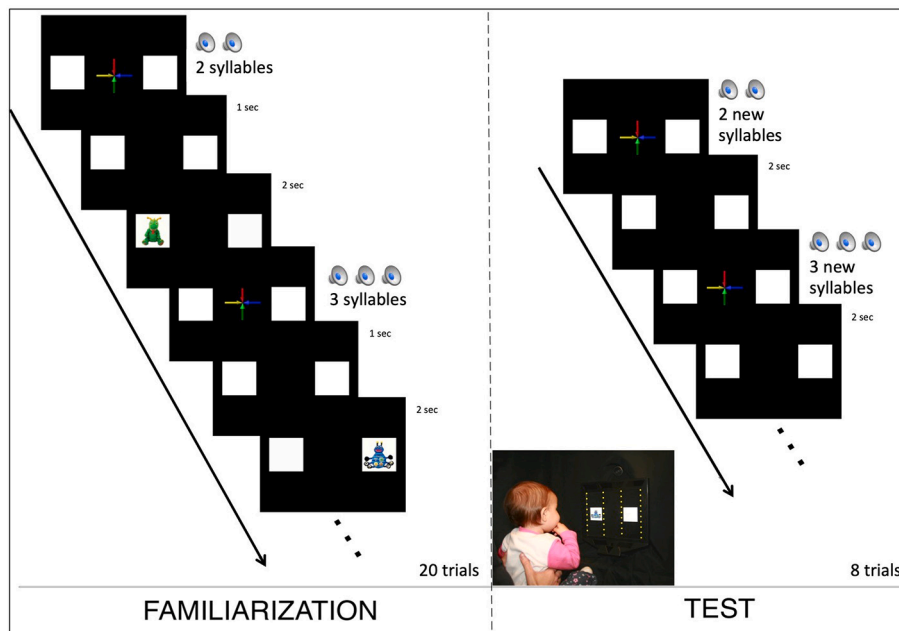 2 syllables
1 sec
2 sec
3 syllables
1 sec
2 sec
20 trials
FAMILIARIZATION
2 new
syllables
2 sec
3 new
syllables
2 sec
8 trials
TEST